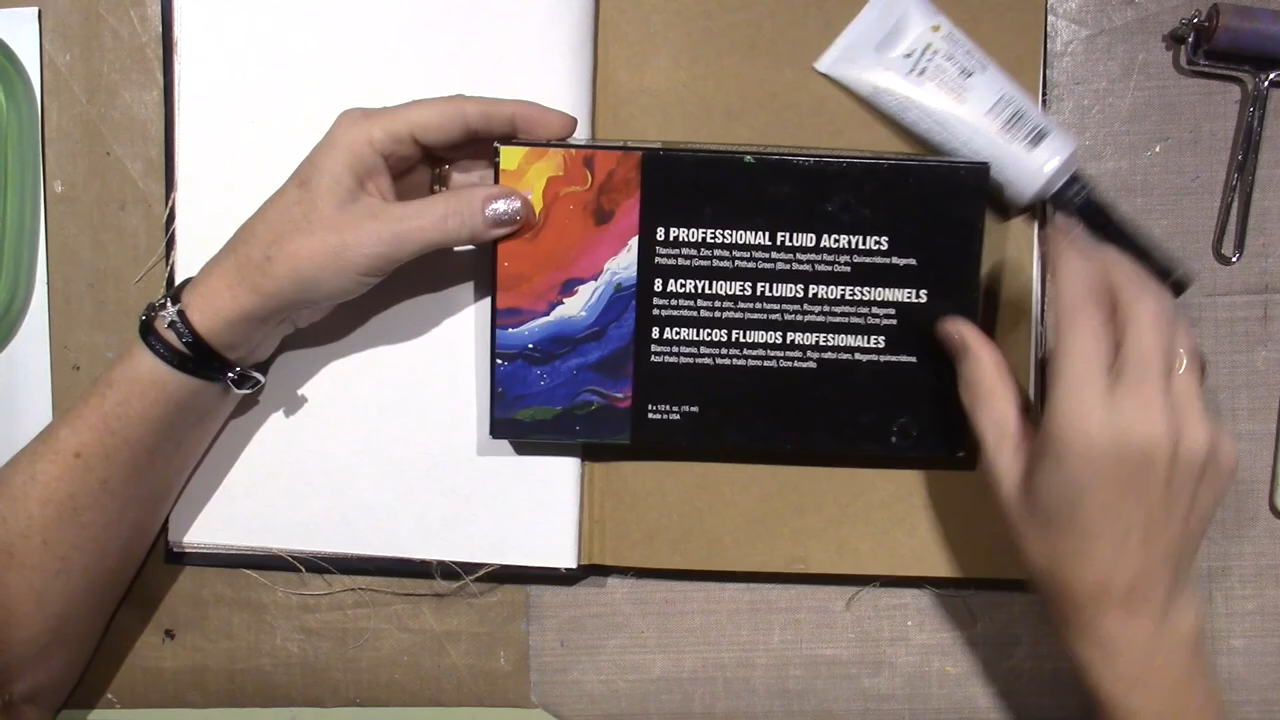 8 PROFESSIONAL FLUID ACRYLICS
Titanium White, Zinc White, Hansa Yellow Medium, Naphthol Red Light, Quinacridone Magenta,
Phthalo Blue (Green Shade), Phthalo Green (Blue Shade), Yellow Ochre
8 ACRYLIQUES FLUIDS PROFESSIONNELS
Blanc de titane, Blanc de zinc, Jaune de hansa moyen, Rouge de naphthol clair, Magenta
de quinacridone, Bleu de phthalo (nuance vert), Vert de phthalo (nuance bleu), Ocre jaune
8 ACRILICOS FLUIDOS PROFESIONALES
Blanco de titanio, Blanco de zinc, Amarillo hansa medio , Rojo naftol claro, Magenta quinacridona,
Azul thalo (tono verde), Verde thalo (tono azul), Ocre Amarillo
8 x 1/2 fl. oz. (15 ml)
Made in USA